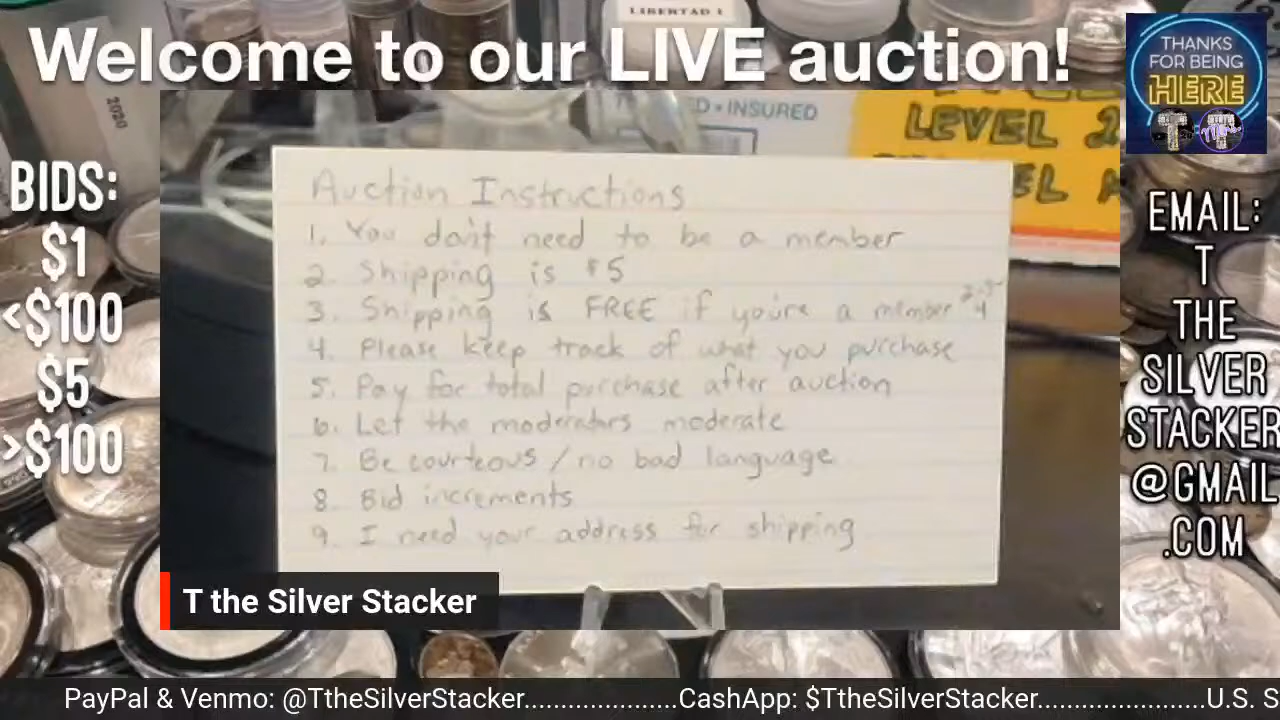 LIBERTAD 1
Welcome to our LIVE auction!
THANKS
FOR BEING
HERE
2020
D • INSURED
LEVEL 2
EL
BIDS:
$1
<$100
$5
>$100
Auction Instructions
1. You don't need to be a member
2. Shipping is $5
3. Shipping is FREE if you're a member
4. Please keep track of what you purchase
5. Pay for total purchase after auction
6. Let the moderators moderate
7. Be courteous / no bad language
8. Bid increments
9. I need your address for shipping
EMAIL:
T
THE
SILVER
STACKER
@GMAIL
.COM
T the Silver Stacker
PayPal & Venmo: @TtheSilverStacker......................CashApp: $TtheSilverStacker........................U.S. S